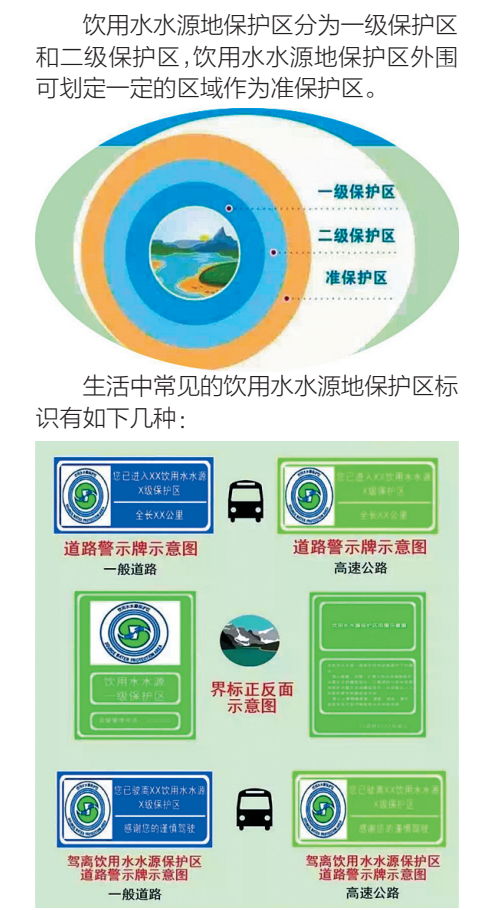 饮用水水源地保护区分为一级保护区
和二级保护区,饮用水水源地保护区外围
可划定一定的区域作为准保护区。
一级保护区
二级保护区
准保护区
生活中常见的饮用水水源地保护区标
识有如下几种:
您已进入XX饮用水水源
X级保护区
全长XX公里
您已进入XX饮用水水源
X级保护区
全长XX公里
道路警示牌示意图
一般道路
道路警示牌示意图
高速公路
饮用水水源保护区
DRINKING WATER PROTECTION AREA
饮用水水源
一级保护区
界标正反面
示意图
您已驶离XX饮用水水源
X级保护区
感谢您的谨慎驾驶
您已驶离XX饮用水水源
X级保护区
感谢您的谨慎驾驶
驾离饮用水水源保护区
道路警示牌示意图
一般道路
驾离饮用水水源保护区
道路警示牌示意图
高速公路